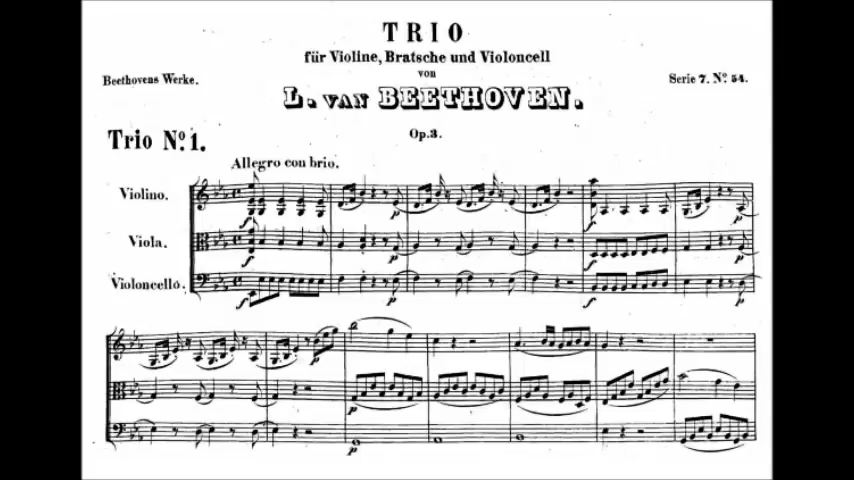 TRIO
für Violine, Bratsche und Violoncell
von
Beethovens Werke.
Serie 7. Nº 54.
L. VAN BEETHOVEN.
Op.3.
Trio Nº 1.
Allegro con brio.
Violino.
f p p f p
Viola.
f p f p
Violoncello.
f p f p
p
p
p
p